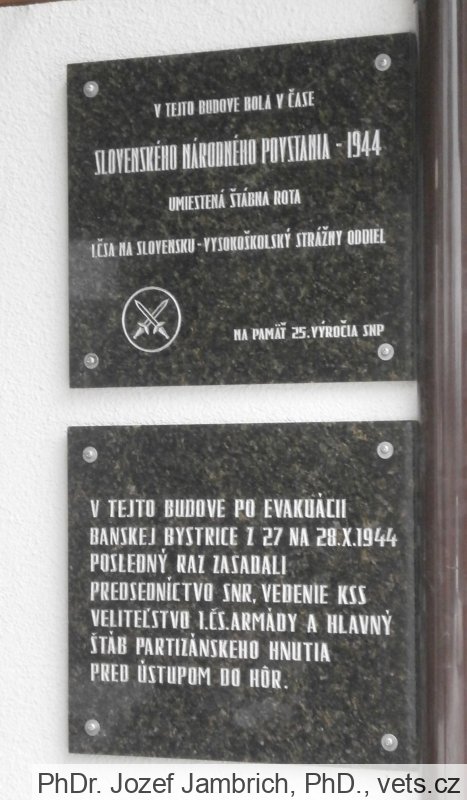 V TEJTO BUDOVE BOLA V ČASE
SLOVENSKÉHO NÁRODNÉHO POVSTANIA - 1944
UMIESTENÁ ŠTÁBNA ROTA
1.ČSA NA SLOVENSKU - VYSOKOŠKOLSKÝ STRÁŽNY ODDIEL
NA PAMÄŤ 25. VÝROČIA SNP
V TEJTO BUDOVE PO EVAKUÁCII
BANSKEJ BYSTRICE Z 27 NA 28.X.1944
POSLEDNÝ RAZ ZASADALI
PREDSEDNÍCTVO SNR, VEDENIE KSS
VELITEĽSTVO 1.ČS. ARMÁDY A HLAVNÝ
ŠTÁB PARTIZÁNSKEHO HNUTIA
PRED ÚSTUPOM DO HÔR.
PhDr. Jozef Jambrich, PhD., vets.cz